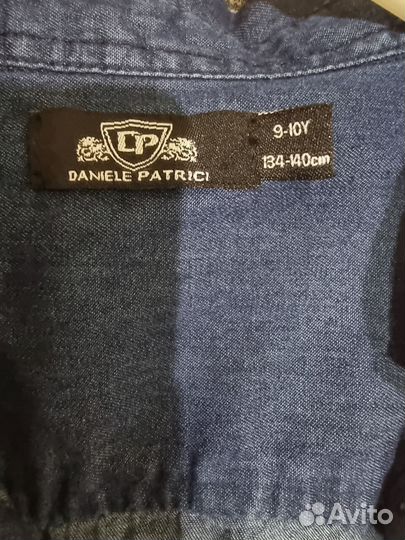 DP
DANIELE PATRICI
9-10Y
134-140cm
Avito